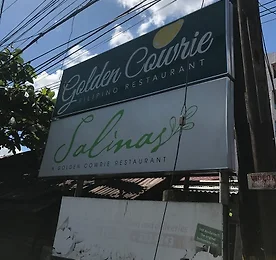 Golden Cowrie
FILIPINO RESTAURANT
Salinas
A GOLDEN COWRIE RESTAURANT